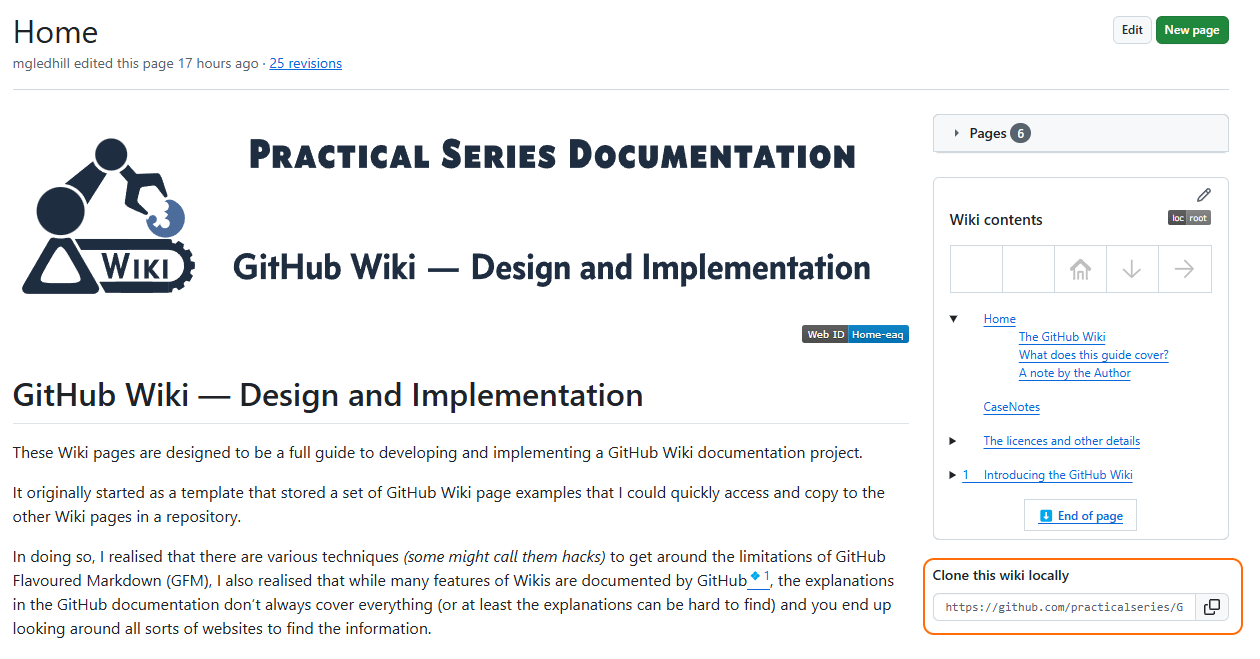 Home
Edit
New page
mgledhill edited this page 17 hours ago · 25 revisions
PRACTICAL SERIES DOCUMENTATION
WIKI
GitHub Wiki — Design and Implementation
Web ID Home-eaq
GitHub Wiki — Design and Implementation
These Wiki pages are designed to be a full guide to developing and implementing a GitHub Wiki documentation project.
It originally started as a template that stored a set of GitHub Wiki page examples that I could quickly access and copy to the
other Wiki pages in a repository.
In doing so, I realised that there are various techniques (some might call them hacks) to get around the limitations of GitHub
Flavoured Markdown (GFM), I also realised that while many features of Wikis are documented by GitHub 1, the explanations
in the GitHub documentation don’t always cover everything (or at least the explanations can be hard to find) and you end up
looking around all sorts of websites to find the information.
Pages 6
Wiki contents
loc root
Home
The GitHub Wiki
What does this guide cover?
A note by the Author
CaseNotes
The licences and other details
1 Introducing the GitHub Wiki
End of page
Clone this wiki locally
https://github.com/practicalseries/G